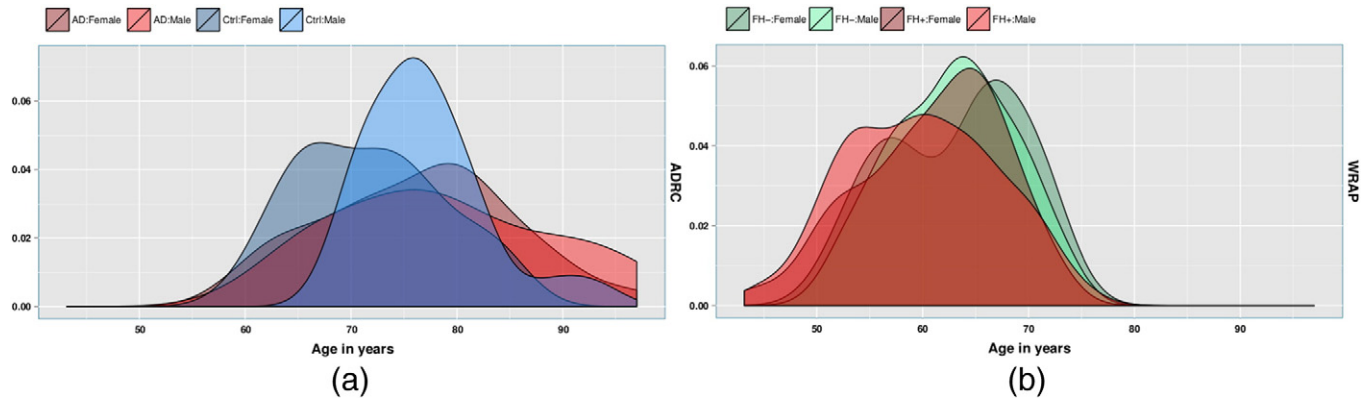 AD:Female AD:Male Ctrl:Female Ctrl:Male
0.06
0.04
0.02
0.00
50 60 70 80 90
Age in years
ADRC
(a)
FH−:Female FH−:Male FH+:Female FH+:Male
0.06
0.04
0.02
0.00
50 60 70 80 90
Age in years
WRAP
(b)